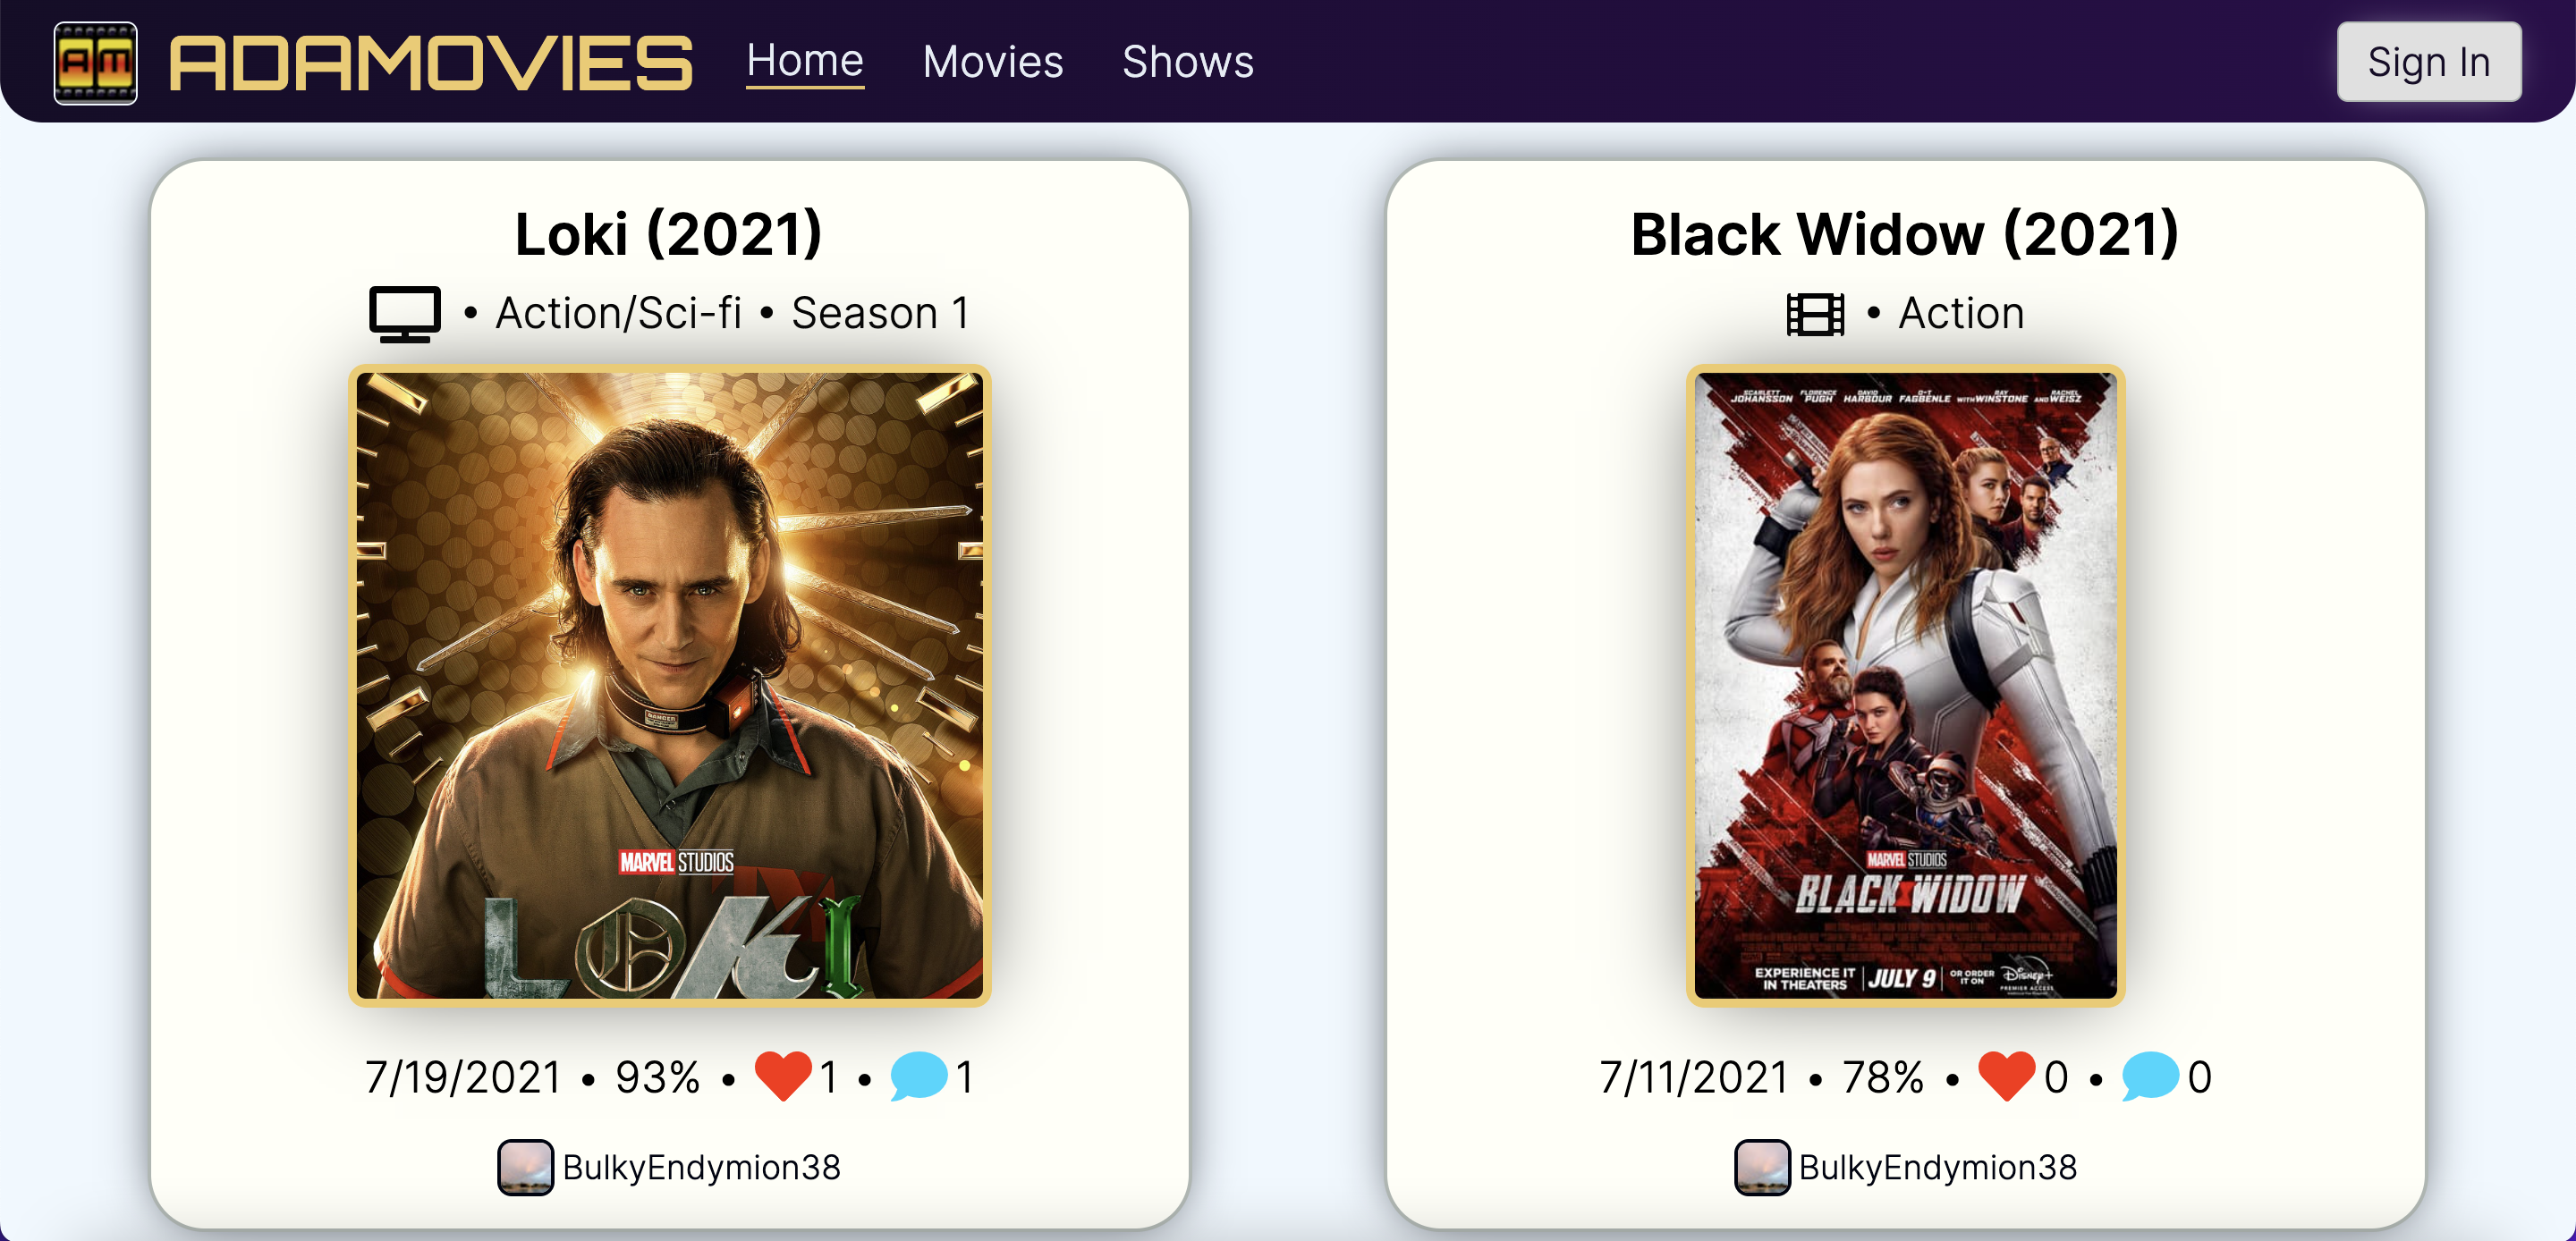 AM
ADAMOVIES
Home
Movies
Shows
Sign In
Loki (2021)
• Action/Sci-fi • Season 1
DANGER
MARVEL STUDIOS
LOKI
7/19/2021 • 93% • 1 • 1
BulkyEndymion38
Black Widow (2021)
• Action
SCARLETT JOHANSSON FLORENCE PUGH DAVID HARBOUR O-T FAGBENLE WITH RAY WINSTONE AND RACHEL WEISZ
MARVEL STUDIOS
BLACK WIDOW
EXPERIENCE IT IN THEATERS JULY 9 OR ORDER IT ON Disney+ PREMIER ACCESS
7/11/2021 • 78% • 0 • 0
BulkyEndymion38